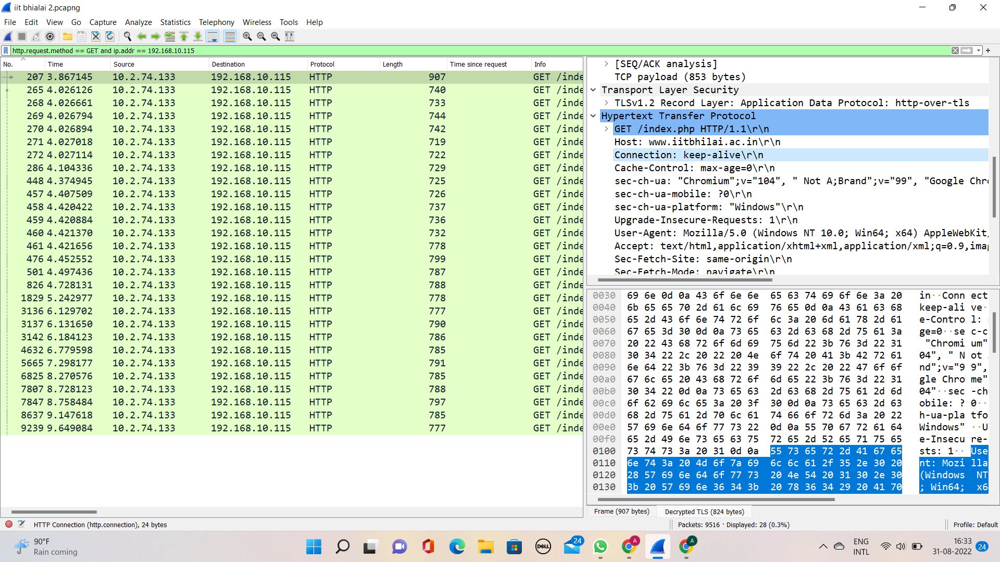 iit bhialai 2.pcapng
File Edit View Go Capture Analyze Statistics Telephony Wireless Tools Help
http.request.method == GET and ip.addr == 192.168.10.115
No. Time Source Destination Protocol Length Time since request Info
207 3.867145 10.2.74.133 192.168.10.115 HTTP 907 GET /inde
265 4.026126 10.2.74.133 192.168.10.115 HTTP 740 GET /inde
268 4.026661 10.2.74.133 192.168.10.115 HTTP 733 GET /inde
269 4.026794 10.2.74.133 192.168.10.115 HTTP 744 GET /inde
270 4.026894 10.2.74.133 192.168.10.115 HTTP 742 GET /inde
271 4.027018 10.2.74.133 192.168.10.115 HTTP 719 GET /inde
272 4.027114 10.2.74.133 192.168.10.115 HTTP 722 GET /inde
286 4.104336 10.2.74.133 192.168.10.115 HTTP 729 GET /inde
448 4.374945 10.2.74.133 192.168.10.115 HTTP 725 GET /inde
457 4.407509 10.2.74.133 192.168.10.115 HTTP 726 GET /inde
458 4.420422 10.2.74.133 192.168.10.115 HTTP 737 GET /inde
459 4.420884 10.2.74.133 192.168.10.115 HTTP 736 GET /inde
460 4.421370 10.2.74.133 192.168.10.115 HTTP 732 GET /inde
461 4.421656 10.2.74.133 192.168.10.115 HTTP 778 GET /inde
476 4.452552 10.2.74.133 192.168.10.115 HTTP 799 GET /inde
501 4.497436 10.2.74.133 192.168.10.115 HTTP 787 GET /inde
826 4.728131 10.2.74.133 192.168.10.115 HTTP 788 GET /inde
1829 5.242977 10.2.74.133 192.168.10.115 HTTP 778 GET /inde
3136 6.129702 10.2.74.133 192.168.10.115 HTTP 777 GET /inde
3137 6.131650 10.2.74.133 192.168.10.115 HTTP 790 GET /inde
3142 6.184123 10.2.74.133 192.168.10.115 HTTP 786 GET /inde
4632 6.779598 10.2.74.133 192.168.10.115 HTTP 785 GET /inde
5665 7.298177 10.2.74.133 192.168.10.115 HTTP 791 GET /inde
6825 8.270576 10.2.74.133 192.168.10.115 HTTP 785 GET /inde
7807 8.728123 10.2.74.133 192.168.10.115 HTTP 788 GET /inde
7847 8.758484 10.2.74.133 192.168.10.115 HTTP 797 GET /inde
8637 9.147618 10.2.74.133 192.168.10.115 HTTP 785 GET /inde
9239 9.649084 10.2.74.133 192.168.10.115 HTTP 777 GET /inde
[SEQ/ACK analysis]
TCP payload (853 bytes)
Transport Layer Security
TLSv1.2 Record Layer: Application Data Protocol: http-over-tls
Hypertext Transfer Protocol
GET /index.php HTTP/1.1\r\n
Host: www.iitbhilai.ac.in\r\n
Connection: keep-alive\r\n
Cache-Control: max-age=0\r\n
sec-ch-ua: "Chromium";v="104", " Not A;Brand";v="99", "Google Chro
sec-ch-ua-mobile: ?0\r\n
sec-ch-ua-platform: "Windows"\r\n
Upgrade-Insecure-Requests: 1\r\n
User-Agent: Mozilla/5.0 (Windows NT 10.0; Win64; x64) AppleWebKit/
Accept: text/html,application/xhtml+xml,application/xml;q=0.9,imag
Sec-Fetch-Site: same-origin\r\n
Sec-Fetch-Mode: navigate\r\n
0030 69 6e 0d 0a 43 6f 6e 6e 65 63 74 69 6f 6e 3a 20 in··Conn ect
0040 6b 65 65 70 2d 61 6c 69 76 65 0d 0a 43 61 63 68 keep-ali ve·
0050 65 2d 43 6f 6e 74 72 6f 6c 3a 20 6d 61 78 2d 61 e-Contro l:
0060 67 65 3d 30 0d 0a 73 65 63 2d 63 68 2d 75 61 3a ge=0··se c-c
0070 20 22 43 68 72 6f 6d 69 75 6d 22 3b 76 3d 22 31 "Chromi um"
0080 30 34 22 2c 20 22 20 4e 6f 74 20 41 3b 42 72 61 04", " N ot
0090 6e 64 22 3b 76 3d 22 39 39 22 2c 20 22 47 6f 6f nd";v="9 9",
00a0 67 6c 65 20 43 68 72 6f 6d 65 22 3b 76 3d 22 31 gle Chro me"
00b0 30 34 22 0d 0a 73 65 63 2d 63 68 2d 75 61 2d 6d 04"··sec -ch
00c0 6f 62 69 6c 65 3a 20 3f 30 0d 0a 73 65 63 2d 63 obile: ? 0··
00d0 68 2d 75 61 2d 70 6c 61 74 66 6f 72 6d 3a 20 22 h-ua-pla tfo
00e0 57 69 6e 64 6f 77 73 22 0d 0a 55 70 67 72 61 64 Windows" ··U
00f0 65 2d 49 6e 73 65 63 75 72 65 2d 52 65 71 75 65 e-Insecu re-
0100 73 74 73 3a 20 31 0d 0a 55 73 65 72 2d 41 67 65 sts: 1·· Use
0110 6e 74 3a 20 4d 6f 7a 69 6c 6c 61 2f 35 2e 30 20 nt: Mozi lla
0120 28 57 69 6e 64 6f 77 73 20 4e 54 20 31 30 2e 30 (Windows NT
0130 3b 20 57 69 6e 36 34 3b 20 78 36 34 29 20 41 70 ; Win64; x6
Frame (907 bytes) Decrypted TLS (824 bytes)
HTTP Connection (http.connection), 24 bytes Packets: 9516 · Displayed: 28 (0.3%) Profile: Default
90°F
Rain coming
DELL
24
A
A
ENG
INTL
16:33
31-08-2022
24